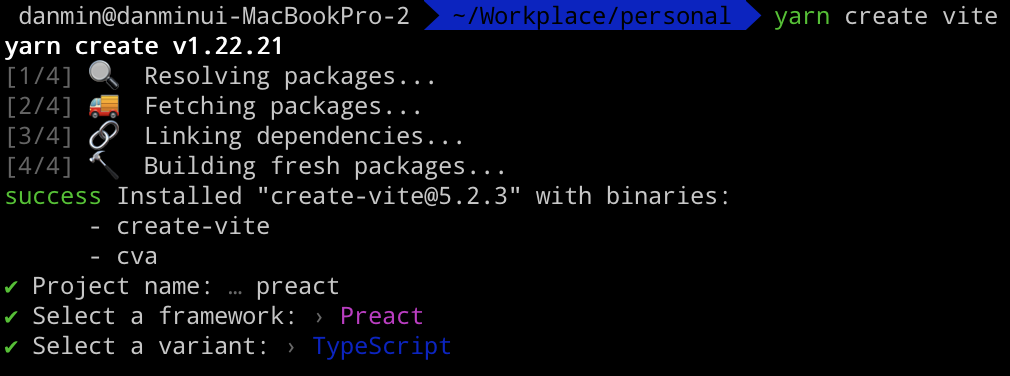 danmin@danminui-MacBookPro-2 ~/Workplace/personal yarn create vite
yarn create v1.22.21
[1/4] 🔍 Resolving packages...
[2/4] 🚚 Fetching packages...
[3/4] 🔗 Linking dependencies...
[4/4] 🔨 Building fresh packages...
success Installed "create-vite@5.2.3" with binaries:
- create-vite
- cva
✔ Project name: … preact
✔ Select a framework: › Preact
✔ Select a variant: › TypeScript